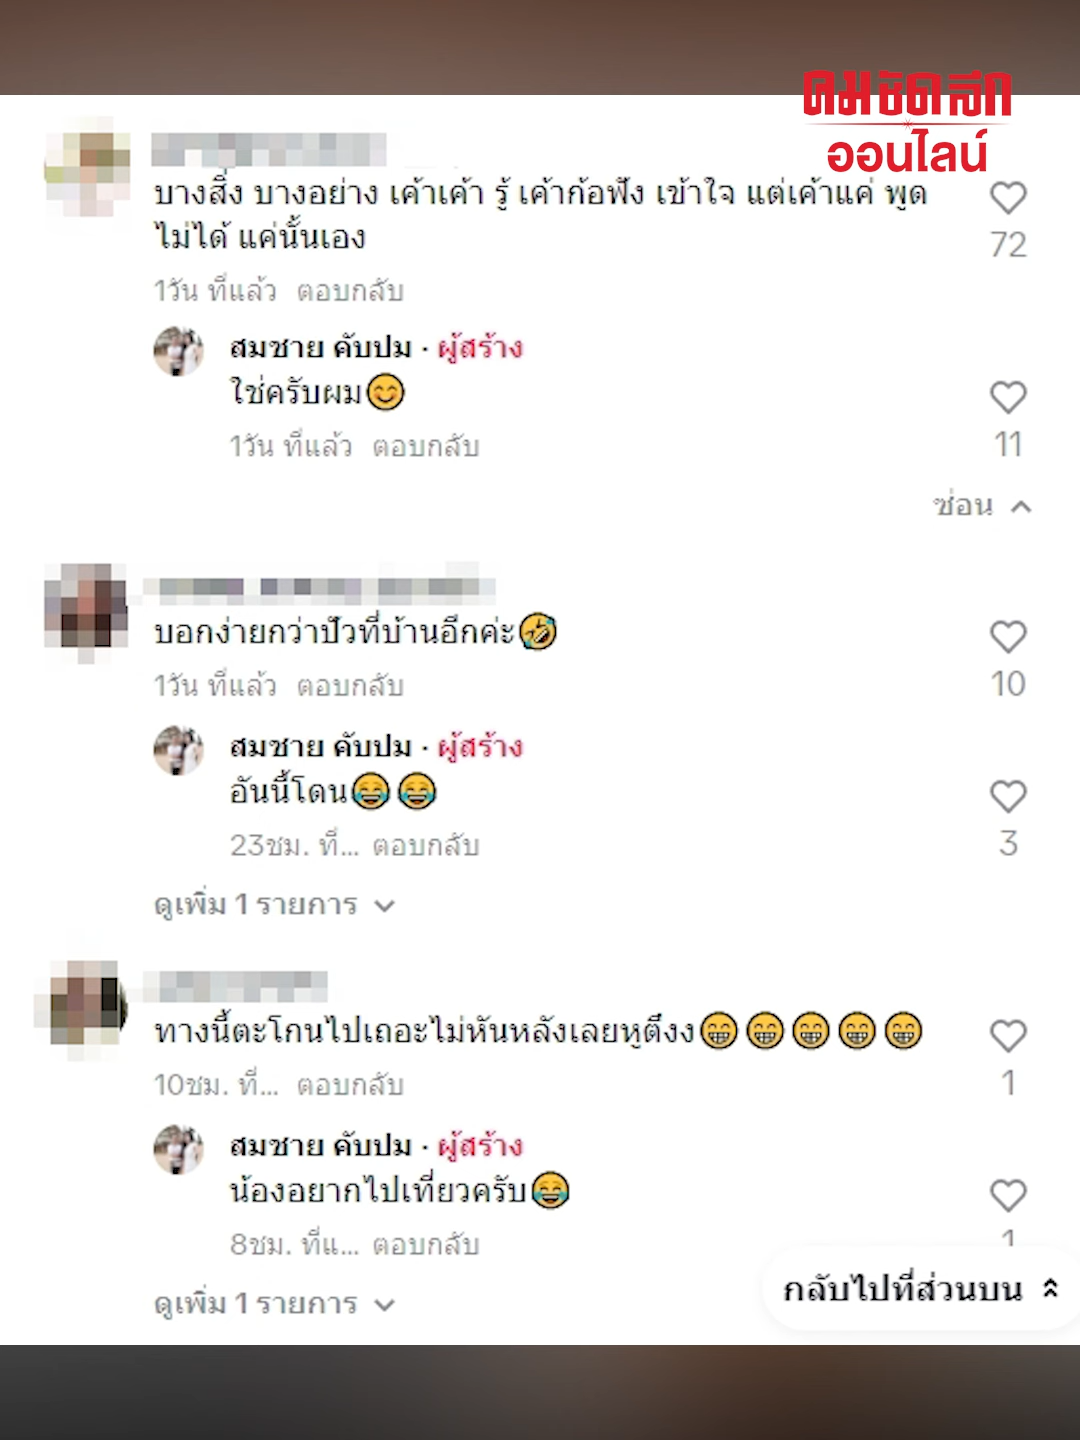 คมชัดลึก
ออนไลน์
บางสิ่ง บางอย่าง เค้าเค้า รู้ เค้าก้อฟัง เข้าใจ แต่เค้าแค่ พูด
ไม่ได้ แค่นั้นเอง
72
1วัน ที่แล้ว ตอบกลับ
สมชาย คับปม · ผู้สร้าง
ใช่ครับผม😊
11
1วัน ที่แล้ว ตอบกลับ
ซ่อน
บอกง่ายกว่าปัวที่บ้านอีกค่ะ🤣
10
1วัน ที่แล้ว ตอบกลับ
สมชาย คับปม · ผู้สร้าง
อันนี้โดน😂😂
3
23ชม. ที่... ตอบกลับ
ดูเพิ่ม 1 รายการ
ทางนี้ตะโกนไปเถอะไม่หันหลังเลยหูตึงง😁😁😁😁😁
1
10ชม. ที่... ตอบกลับ
สมชาย คับปม · ผู้สร้าง
น้องอยากไปเที่ยวครับ😂
1
8ชม. ที่แ... ตอบกลับ
กลับไปที่ส่วนบน
ดูเพิ่ม 1 รายการ